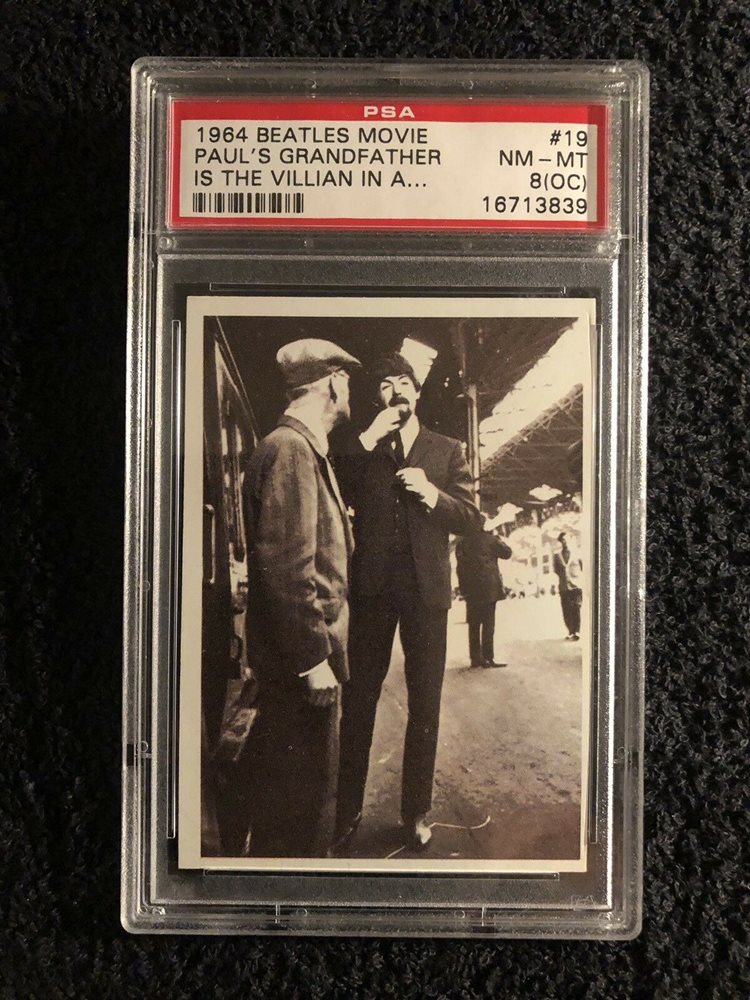 PSA
1964 BEATLES MOVIE #19
PAUL'S GRANDFATHER NM - MT
IS THE VILLIAN IN A... 8(OC)
16713839